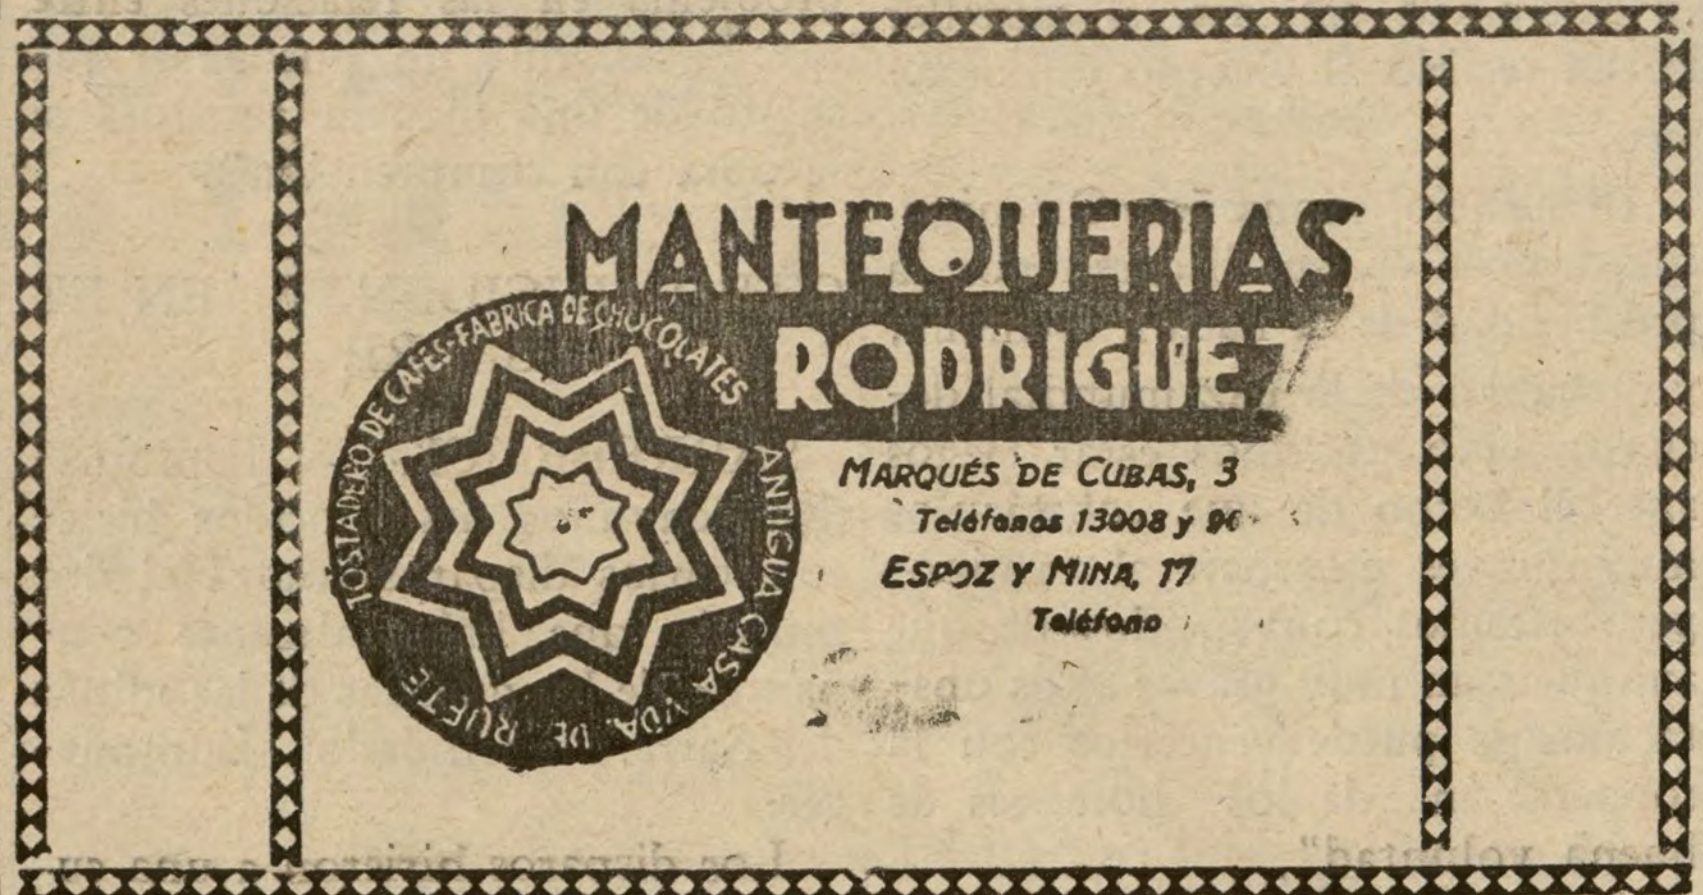 MANTEQUERIAS
RODRIGUEZ
TOSTADERO DE CAFES-FABRICA DE CHOCOLATES
ANTIGUA CASA VDA. DE RUETE
MARQUÉS DE CUBAS, 3
Teléfonos 13008 y
ESPOZ Y MINA, 17
Teléfono